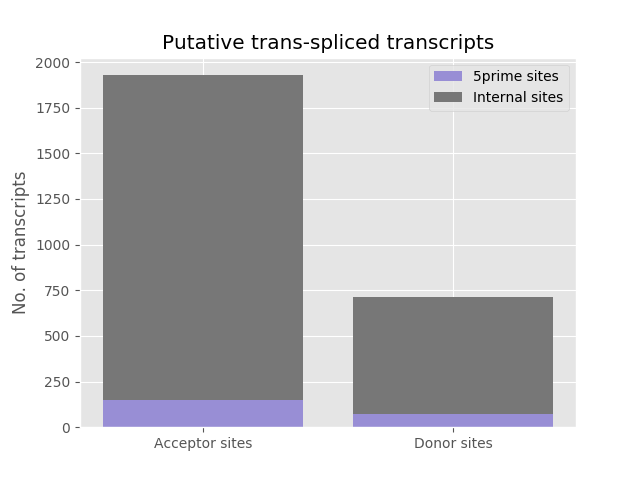 Putative trans-spliced transcripts
5prime sites
Internal sites
No. of transcripts
2000
1750
1500
1250
1000
750
500
250
0
Acceptor sites
Donor sites